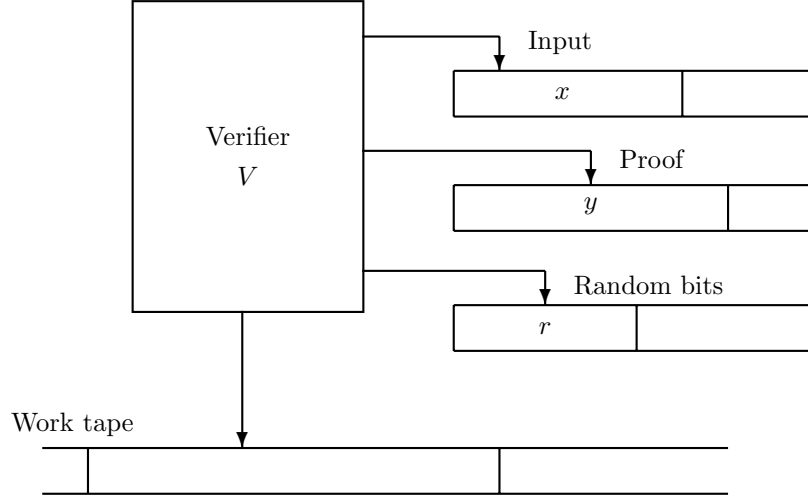 Input
x
Verifier
V
Proof
y
Random bits
r
Work tape